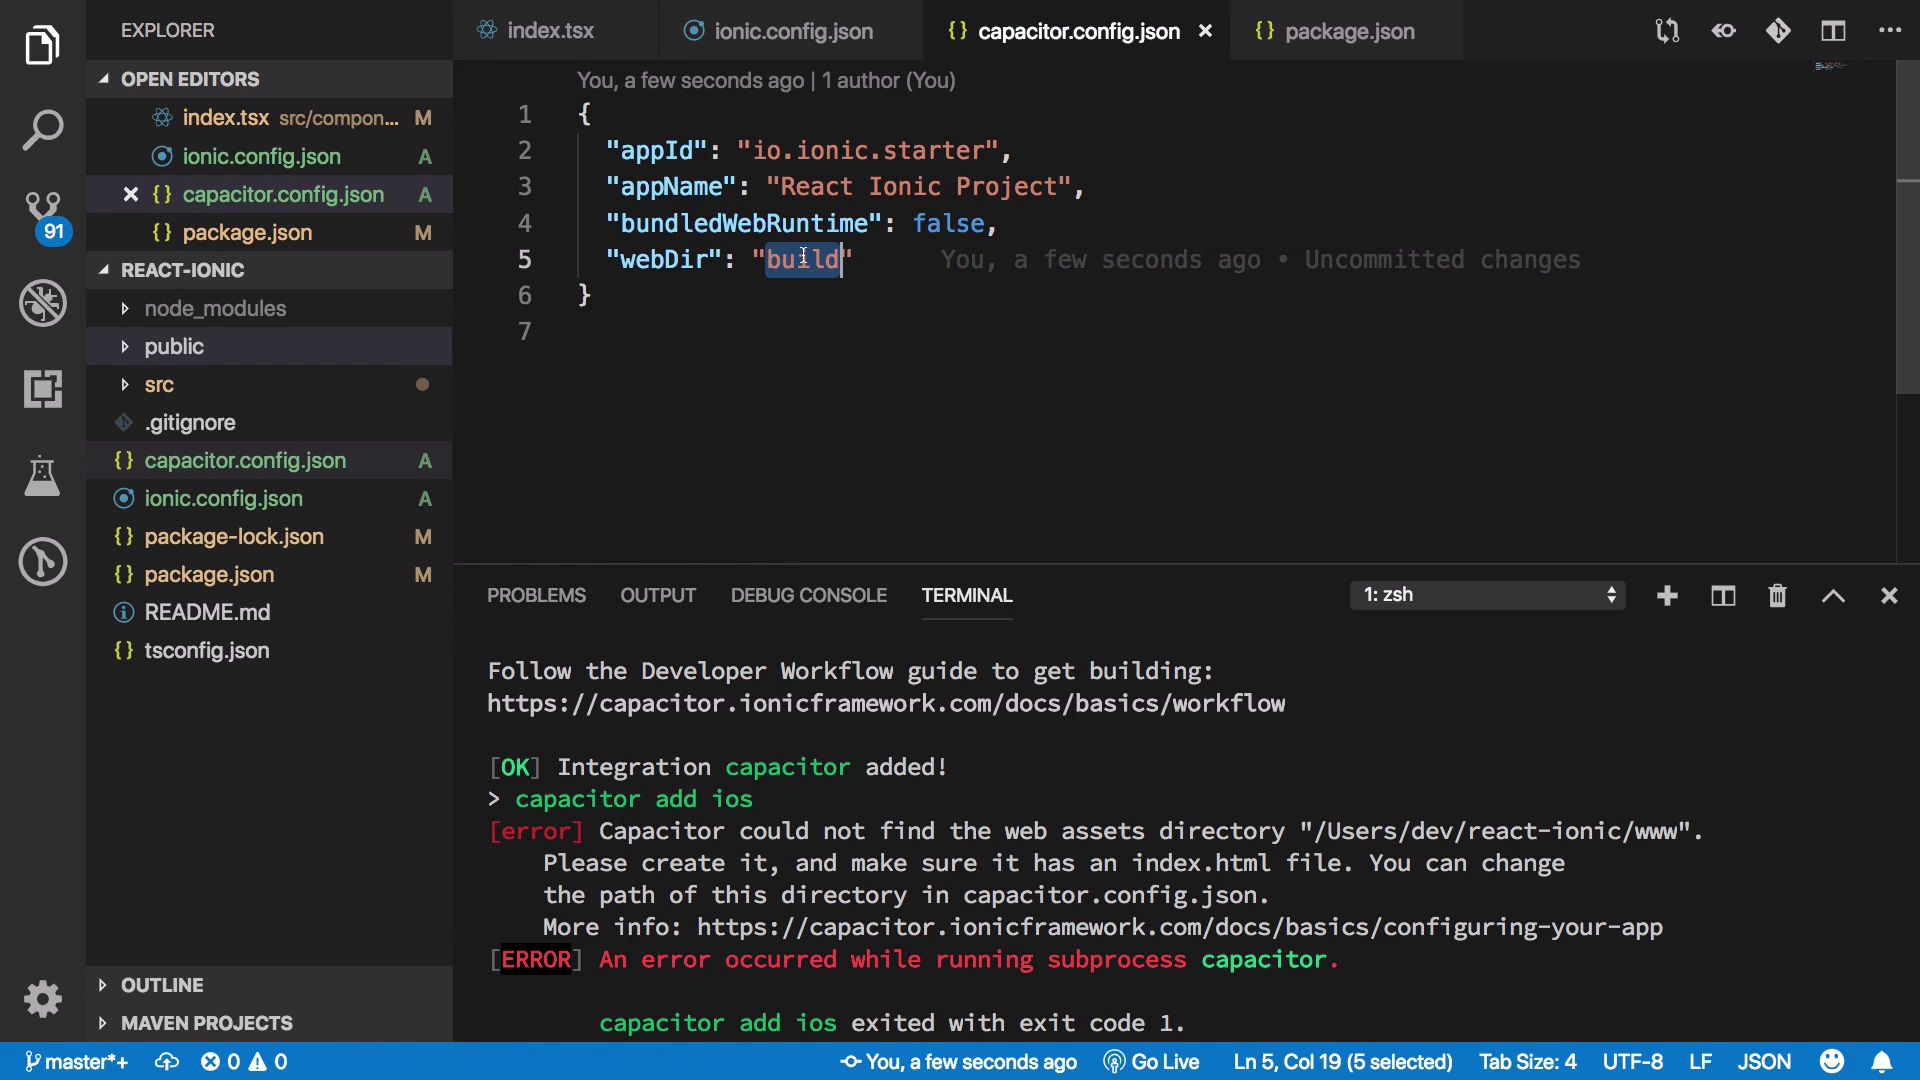 EXPLORER
OPEN EDITORS
index.tsx src/compon... M
ionic.config.json A
capacitor.config.json A
package.json M
REACT-IONIC
node_modules
public
src
.gitignore
capacitor.config.json A
ionic.config.json A
package-lock.json M
package.json M
README.md
tsconfig.json
OUTLINE
MAVEN PROJECTS
91
index.tsx ionic.config.json capacitor.config.json package.json
You, a few seconds ago | 1 author (You)
1 {
2 "appId": "io.ionic.starter",
3 "appName": "React Ionic Project",
4 "bundledWebRuntime": false,
5 "webDir": "build" You, a few seconds ago • Uncommitted changes
6 }
7
PROBLEMS OUTPUT DEBUG CONSOLE TERMINAL 1: zsh
Follow the Developer Workflow guide to get building:
https://capacitor.ionicframework.com/docs/basics/workflow
[OK] Integration capacitor added!
> capacitor add ios
[error] Capacitor could not find the web assets directory "/Users/dev/react-ionic/www".
Please create it, and make sure it has an index.html file. You can change
the path of this directory in capacitor.config.json.
More info: https://capacitor.ionicframework.com/docs/basics/configuring-your-app
[ERROR] An error occurred while running subprocess capacitor.
capacitor add ios exited with exit code 1.
master*+ 0 0 You, a few seconds ago Go Live Ln 5, Col 19 (5 selected) Tab Size: 4 UTF-8 LF JSON